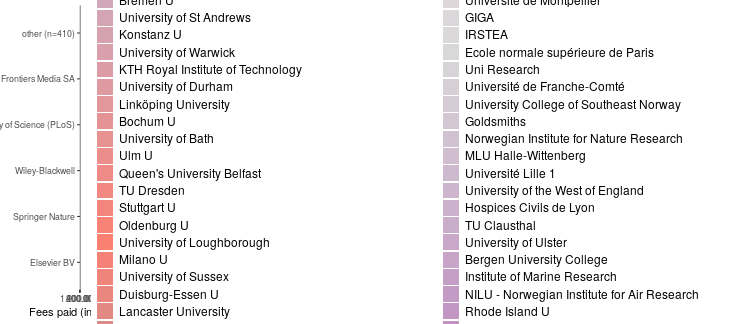 Bremen U
University of St Andrews
Konstanz U
University of Warwick
KTH Royal Institute of Technology
University of Durham
Linköping University
Bochum U
University of Bath
Ulm U
Queen's University Belfast
TU Dresden
Stuttgart U
Oldenburg U
University of Loughborough
Milano U
University of Sussex
Duisburg-Essen U
Lancaster University
Université de Montpellier
GIGA
IRSTEA
Ecole normale supérieure de Paris
Uni Research
Université de Franche-Comté
University College of Southeast Norway
Goldsmiths
Norwegian Institute for Nature Research
MLU Halle-Wittenberg
Université Lille 1
University of the West of England
Hospices Civils de Lyon
TU Clausthal
University of Ulster
Bergen University College
Institute of Marine Research
NILU - Norwegian Institute for Air Research
Rhode Island U
other (n=410)
Frontiers Media SA
y of Science (PLoS)
Wiley-Blackwell
Springer Nature
Elsevier BV
Fees paid (in